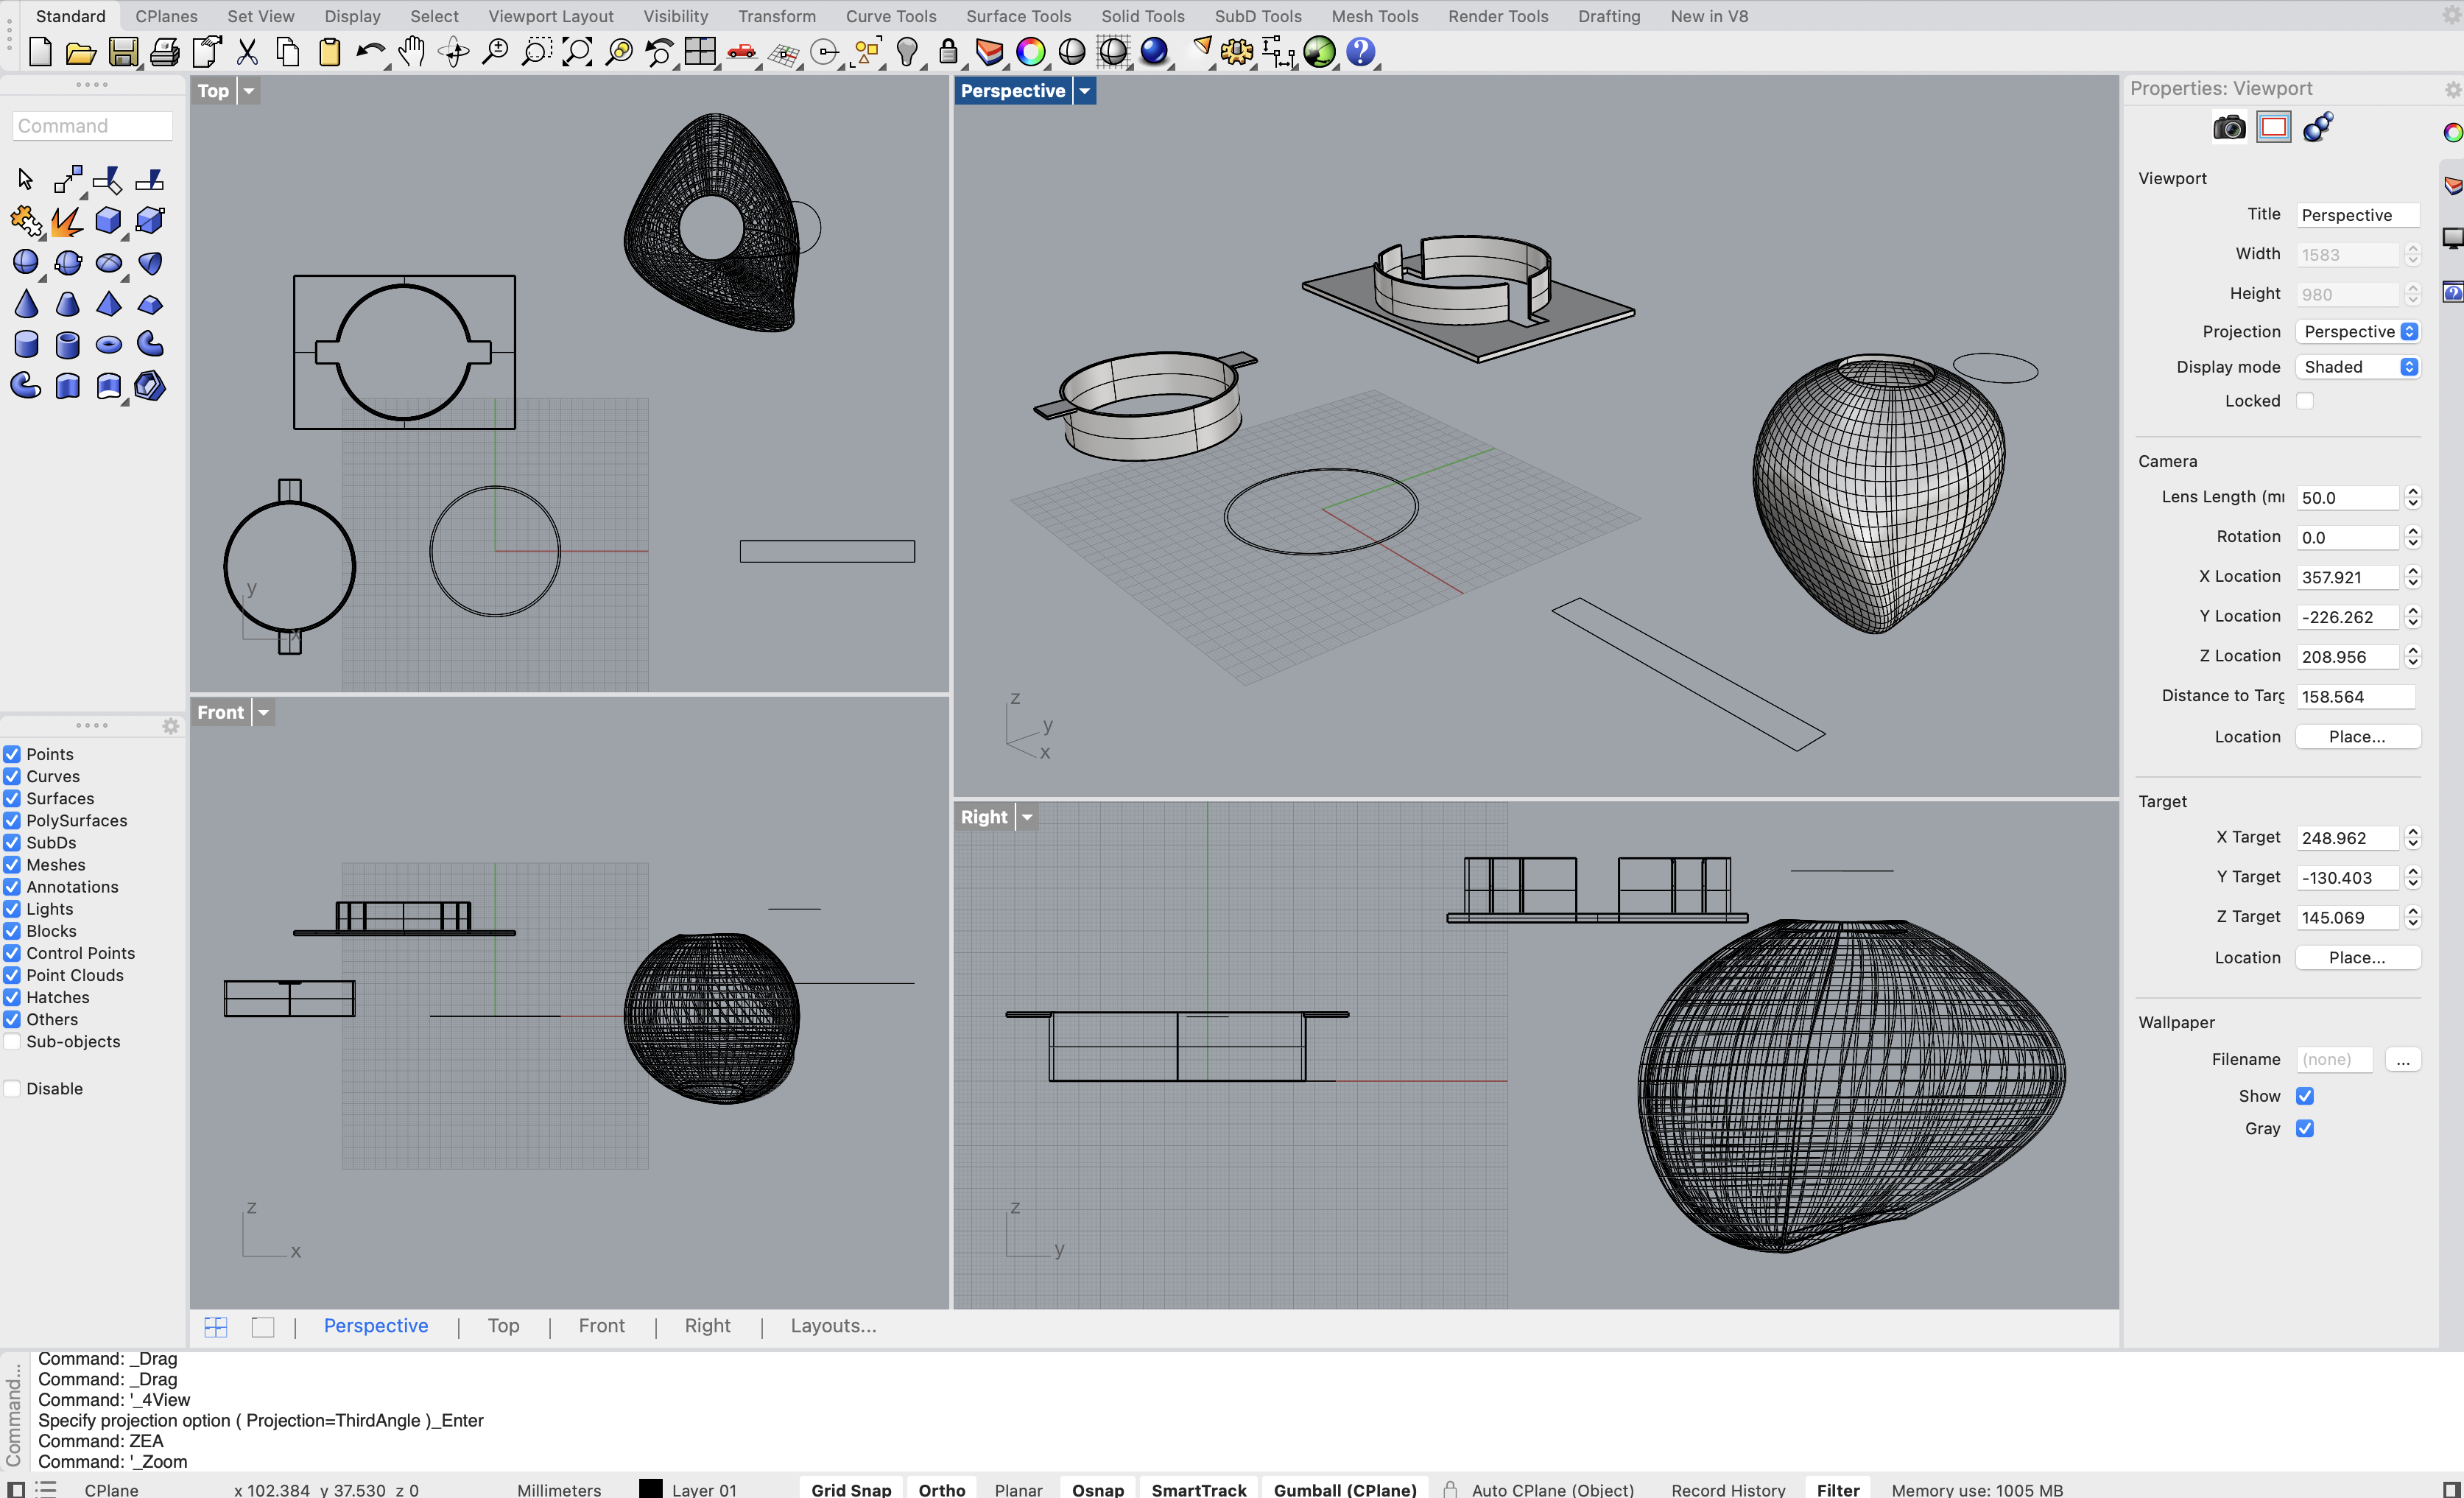 Standard CPlanes Set View Display Select Viewport Layout Visibility Transform Curve Tools Surface Tools Solid Tools SubD Tools Mesh Tools Render Tools Drafting New in V8
Command
Top
Perspective
Front
Right
y
x
z
y
x
z
x
z
y
Points
Curves
Surfaces
PolySurfaces
SubDs
Meshes
Annotations
Lights
Blocks
Control Points
Point Clouds
Hatches
Others
Sub-objects
Disable
Properties: Viewport
Viewport
Title Perspective
Width 1583
Height 980
Projection Perspective
Display mode Shaded
Locked
Camera
Lens Length (mı 50.0
Rotation 0.0
X Location 357.921
Y Location -226.262
Z Location 208.956
Distance to Targ 158.564
Location Place...
Target
X Target 248.962
Y Target -130.403
Z Target 145.069
Location Place...
Wallpaper
Filename (none) ...
Show
Gray
Perspective | Top | Front | Right | Layouts...
Command...
Command: _Drag
Command: _Drag
Command: '_4View
Specify projection option ( Projection=ThirdAngle )_Enter
Command: ZEA
Command: '_Zoom
CPlane x 102.384 y 37.530 z 0 Millimeters Layer 01 Grid Snap Ortho Planar Osnap SmartTrack Gumball (CPlane) Auto CPlane (Object) Record History Filter Memory use: 1005 MB